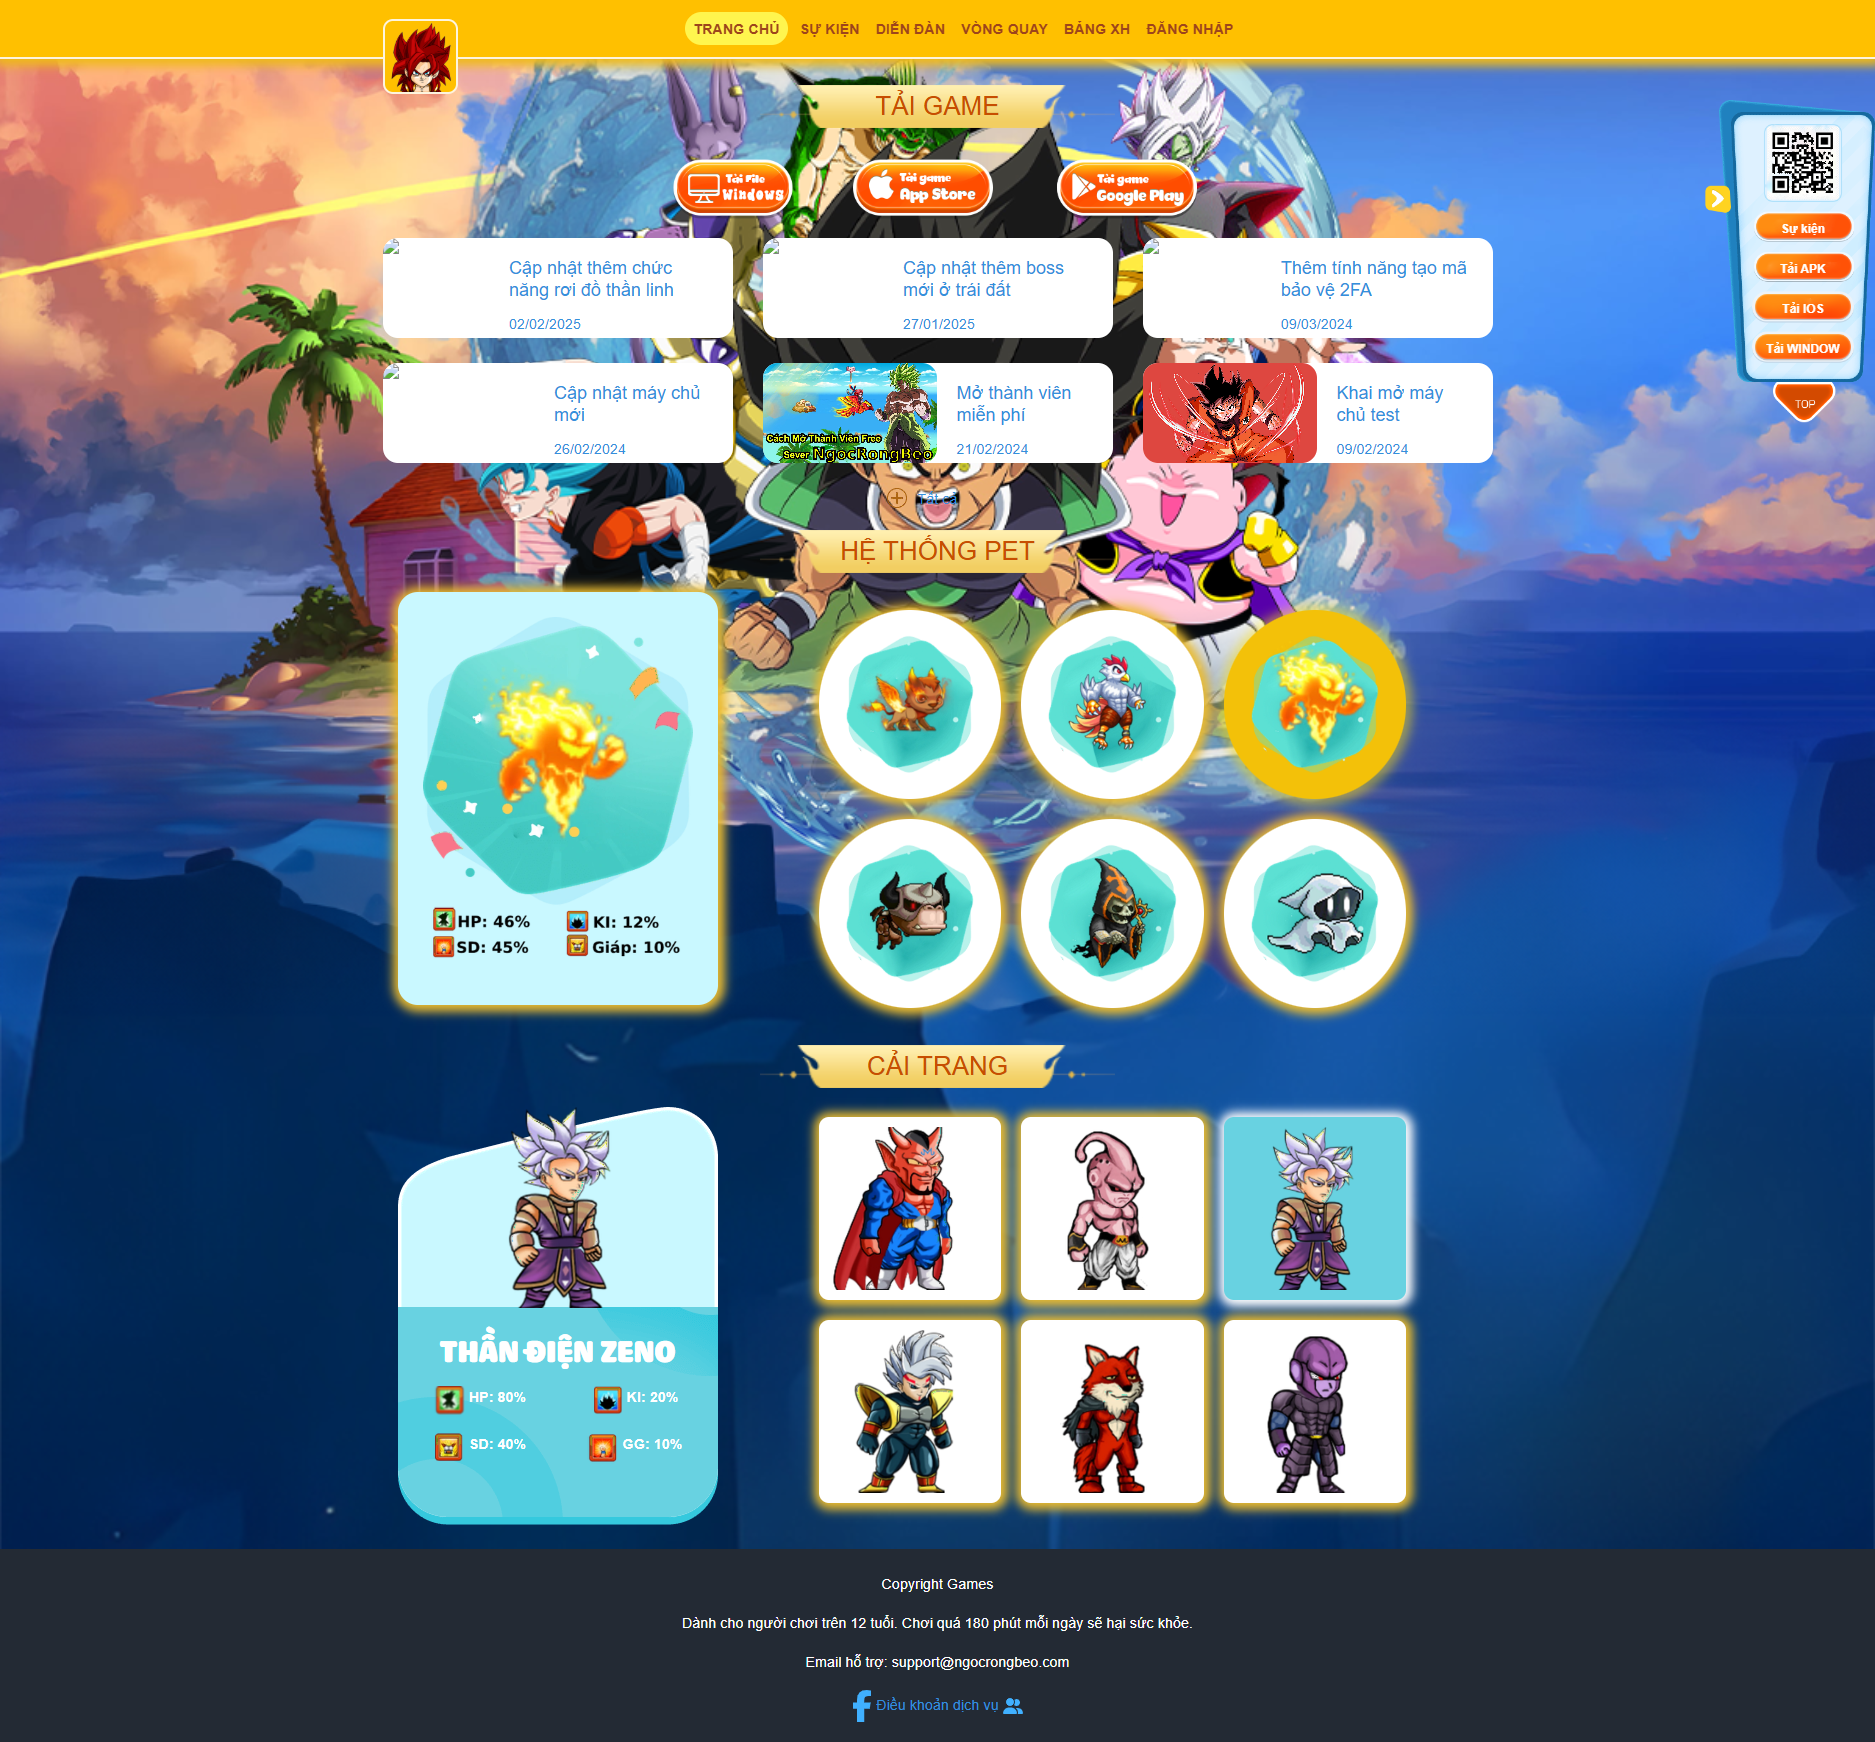 TRANG CHỦ SỰ KIỆN DIỄN ĐÀN VÒNG QUAY BẢNG XH ĐĂNG NHẬP
TẢI GAME
Tải File
Windows
Tải game
App Store
Tải game
Google Play
Sự kiện
Tải APK
Tải IOS
Tải WINDOW
TOP
Cập nhật thêm chức
năng rơi đồ thần linh
02/02/2025
Cập nhật thêm boss
mới ở trái đất
27/01/2025
Thêm tính năng tạo mã
bảo vệ 2FA
09/03/2024
Cập nhật máy chủ
mới
26/02/2024
Cách Mở Thành Viên Free
Sever NgocRongBeo
Mở thành viên
miễn phí
21/02/2024
Khai mở máy
chủ test
09/02/2024
Tất cả
HỆ THỐNG PET
HP: 46% KI: 12%
SD: 45% Giáp: 10%
CẢI TRANG
THẦN ĐIỆN ZENO
HP: 80% KI: 20%
SD: 40% GG: 10%
Copyright Games
Dành cho người chơi trên 12 tuổi. Chơi quá 180 phút mỗi ngày sẽ hại sức khỏe.
Email hỗ trợ: support@ngocrongbeo.com
Điều khoản dịch vụ